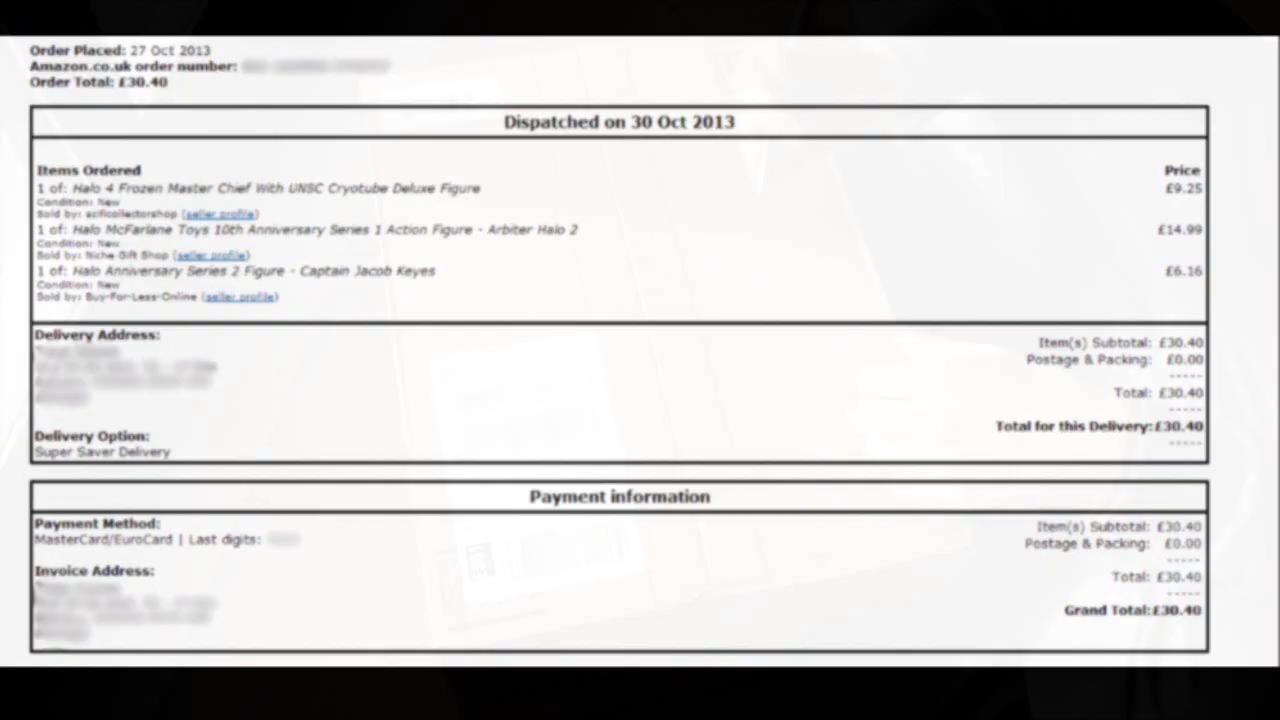 Order Placed: 27 Oct 2013
Amazon.co.uk order number:
Order Total: £30.40
Dispatched on 30 Oct 2013
Items Ordered Price
1 of: Halo 4 Frozen Master Chief With UNSC Cryotube Deluxe Figure £9.25
Condition: New
Sold by: scificollectorshop (seller profile)
1 of: Halo McFarlane Toys 10th Anniversary Series 1 Action Figure - Arbiter Halo 2 £14.99
Condition: New
Sold by: Niche Gift Shop (seller profile)
1 of: Halo Anniversary Series 2 Figure - Captain Jacob Keyes £6.16
Condition: New
Sold by: Buy-For-Less-Online (seller profile)
Delivery Address:
Item(s) Subtotal: £30.40
Postage & Packing: £0.00
-----
Total: £30.40
-----
Total for this Delivery: £30.40
-----
Delivery Option:
Super Saver Delivery
Payment information
Payment Method:
MasterCard/EuroCard | Last digits:
Invoice Address:
Item(s) Subtotal: £30.40
Postage & Packing: £0.00
-----
Total: £30.40
-----
Grand Total: £30.40